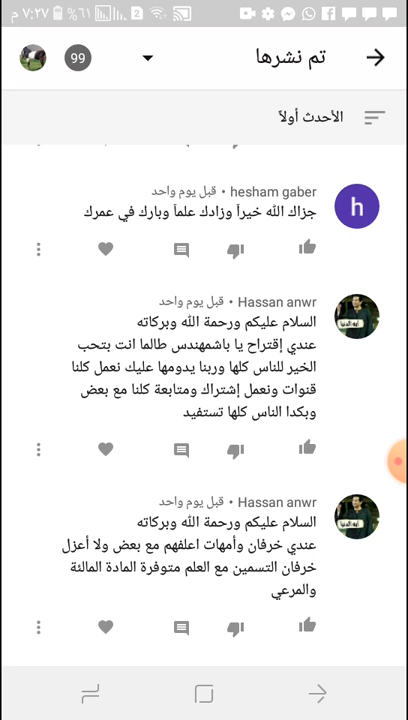 ٧:٢٧ م ٦١% 2
تم نشرها 99
الأحدث أولاً
hesham gaber • قبل يوم واحد
h
جزاك الله خيراً وزادك علماً وبارك في عمرك
Hassan anwr • قبل يوم واحد
السلام عليكم ورحمة الله وبركاته
عندي إقتراح يا باشمهندس طالما انت بتحب
الخير للناس كلها وربنا يدومها عليك نعمل كلنا
قنوات ونعمل إشتراك ومتابعة كلنا مع بعض
وبكدا الناس كلها تستفيد
Hassan anwr • قبل يوم واحد
السلام عليكم ورحمة الله وبركاته
عندي خرفان وأمهات اعلفهم مع بعض ولا أعزل
خرفان التسمين مع العلم متوفرة المادة المالئة
والمرعي